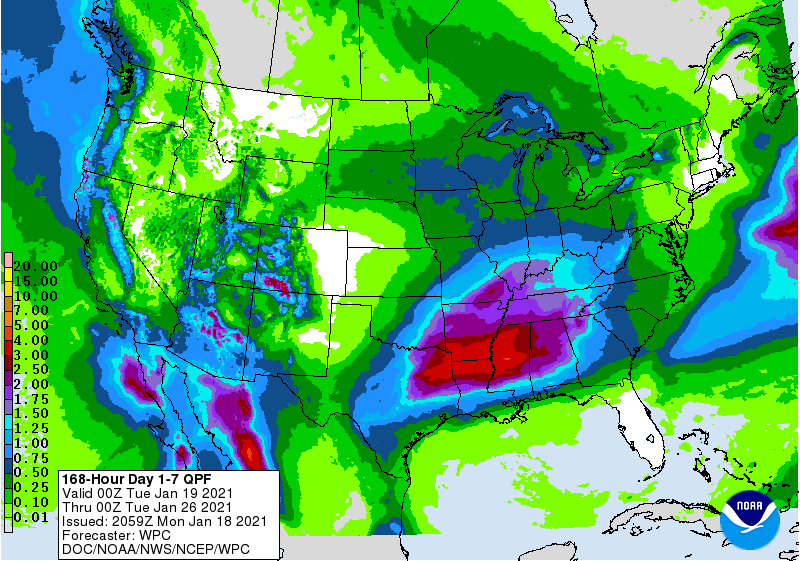 20.00
15.00
10.00
7.00
5.00
4.00
3.00
2.50
2.00
1.75
1.50
1.25
1.00
0.75
0.50
0.25
0.10
0.01
168-Hour Day 1-7 QPF
Valid 00Z Tue Jan 19 2021
Thru 00Z Tue Jan 26 2021
Issued: 2059Z Mon Jan 18 2021
Forecaster: WPC
DOC/NOAA/NWS/NCEP/WPC
NOAA